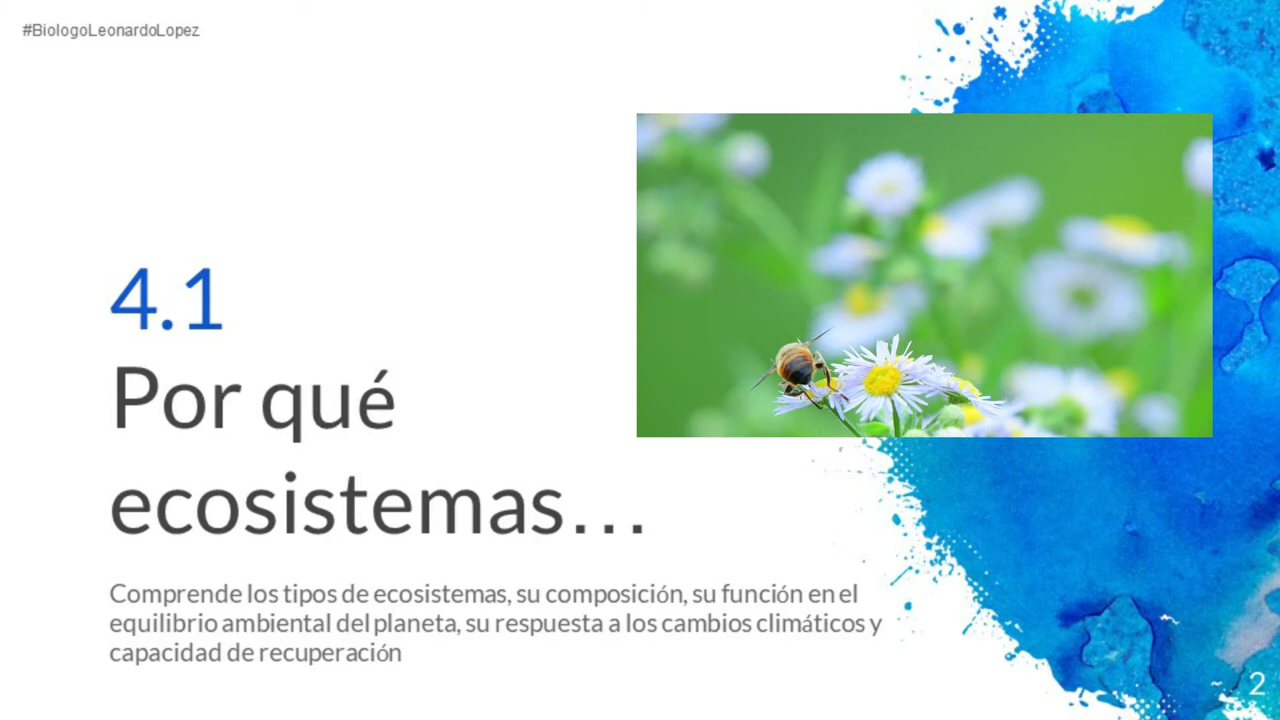 #BiologoLeonardoLopez
4.1
Por qué
ecosistemas…
Comprende los tipos de ecosistemas, su composición, su función en el
equilibrio ambiental del planeta, su respuesta a los cambios climáticos y
capacidad de recuperación
2